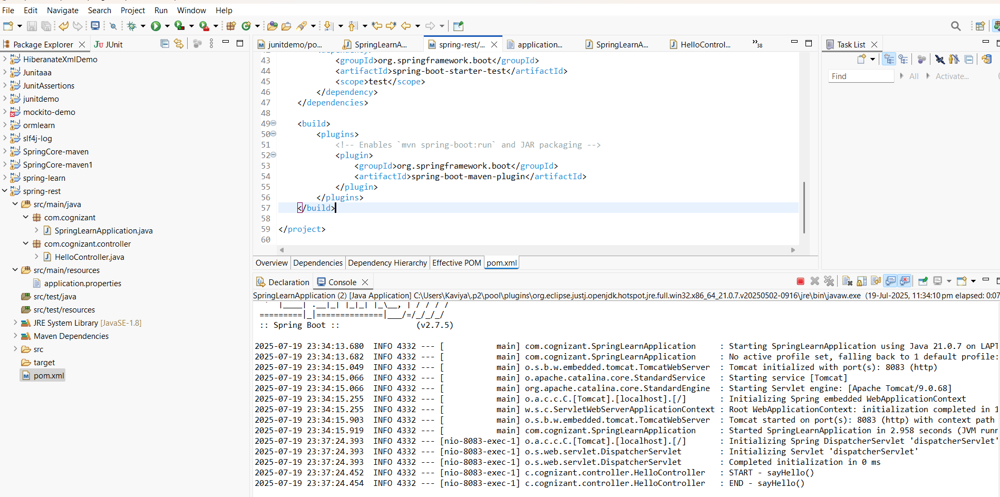 File Edit Navigate Search Project Run Window Help
Package Explorer
JUnit
HiberanateXmlDemo
Junitaaa
JunitAssertions
junitdemo
mockito-demo
ormlearn
slf4j-log
SpringCore-maven
SpringCore-maven1
spring-learn
spring-rest
src/main/java
com.cognizant
SpringLearnApplication.java
com.cognizant.controller
HelloController.java
src/main/resources
application.properties
src/test/java
src/test/resources
JRE System Library [JavaSE-1.8]
Maven Dependencies
src
target
pom.xml
junitdemo/po... SpringLearnA... spring-rest/... application... SpringLearnA... HelloControl... »38
43 <groupId>org.springframework.boot</groupId>
44 <artifactId>spring-boot-starter-test</artifactId>
45 <scope>test</scope>
46 </dependency>
47 </dependencies>
48
49 <build>
50 <plugins>
51 <!-- Enables `mvn spring-boot:run` and JAR packaging -->
52 <plugin>
53 <groupId>org.springframework.boot</groupId>
54 <artifactId>spring-boot-maven-plugin</artifactId>
55 </plugin>
56 </plugins>
57 </build>
58
59 </project>
60
Overview Dependencies Dependency Hierarchy Effective POM pom.xml
Task List
Find All Activate...
Declaration Console
SpringLearnApplication (2) [Java Application] C:\Users\Kaviya\.p2\pool\plugins\org.eclipse.justj.openjdk.hotspot.jre.full.win32.x86_64_21.0.7.v20250502-0916\jre\bin\javaw.exe (19-Jul-2025, 11:34:10 pm elapsed: 0:07
' |____| .__|_| |_|_| |_\__, | / / / /
=========|_|==============|___/=/_/_/_/
:: Spring Boot :: (v2.7.5)
2025-07-19 23:34:13.680 INFO 4332 --- [ main] com.cognizant.SpringLearnApplication : Starting SpringLearnApplication using Java 21.0.7 on LAPT
2025-07-19 23:34:13.682 INFO 4332 --- [ main] com.cognizant.SpringLearnApplication : No active profile set, falling back to 1 default profile:
2025-07-19 23:34:15.049 INFO 4332 --- [ main] o.s.b.w.embedded.tomcat.TomcatWebServer : Tomcat initialized with port(s): 8083 (http)
2025-07-19 23:34:15.066 INFO 4332 --- [ main] o.apache.catalina.core.StandardService : Starting service [Tomcat]
2025-07-19 23:34:15.066 INFO 4332 --- [ main] org.apache.catalina.core.StandardEngine : Starting Servlet engine: [Apache Tomcat/9.0.68]
2025-07-19 23:34:15.255 INFO 4332 --- [ main] o.a.c.c.C.[Tomcat].[localhost].[/] : Initializing Spring embedded WebApplicationContext
2025-07-19 23:34:15.255 INFO 4332 --- [ main] w.s.c.ServletWebServerApplicationContext : Root WebApplicationContext: initialization completed in 1
2025-07-19 23:34:15.903 INFO 4332 --- [ main] o.s.b.w.embedded.tomcat.TomcatWebServer : Tomcat started on port(s): 8083 (http) with context path
2025-07-19 23:34:15.919 INFO 4332 --- [ main] com.cognizant.SpringLearnApplication : Started SpringLearnApplication in 2.958 seconds (JVM runn
2025-07-19 23:37:24.393 INFO 4332 --- [nio-8083-exec-1] o.a.c.c.C.[Tomcat].[localhost].[/] : Initializing Spring DispatcherServlet 'dispatcherServlet'
2025-07-19 23:37:24.393 INFO 4332 --- [nio-8083-exec-1] o.s.web.servlet.DispatcherServlet : Initializing Servlet 'dispatcherServlet'
2025-07-19 23:37:24.393 INFO 4332 --- [nio-8083-exec-1] o.s.web.servlet.DispatcherServlet : Completed initialization in 0 ms
2025-07-19 23:37:24.452 INFO 4332 --- [nio-8083-exec-1] c.cognizant.controller.HelloController : START - sayHello()
2025-07-19 23:37:24.454 INFO 4332 --- [nio-8083-exec-1] c.cognizant.controller.HelloController : END - sayHello()